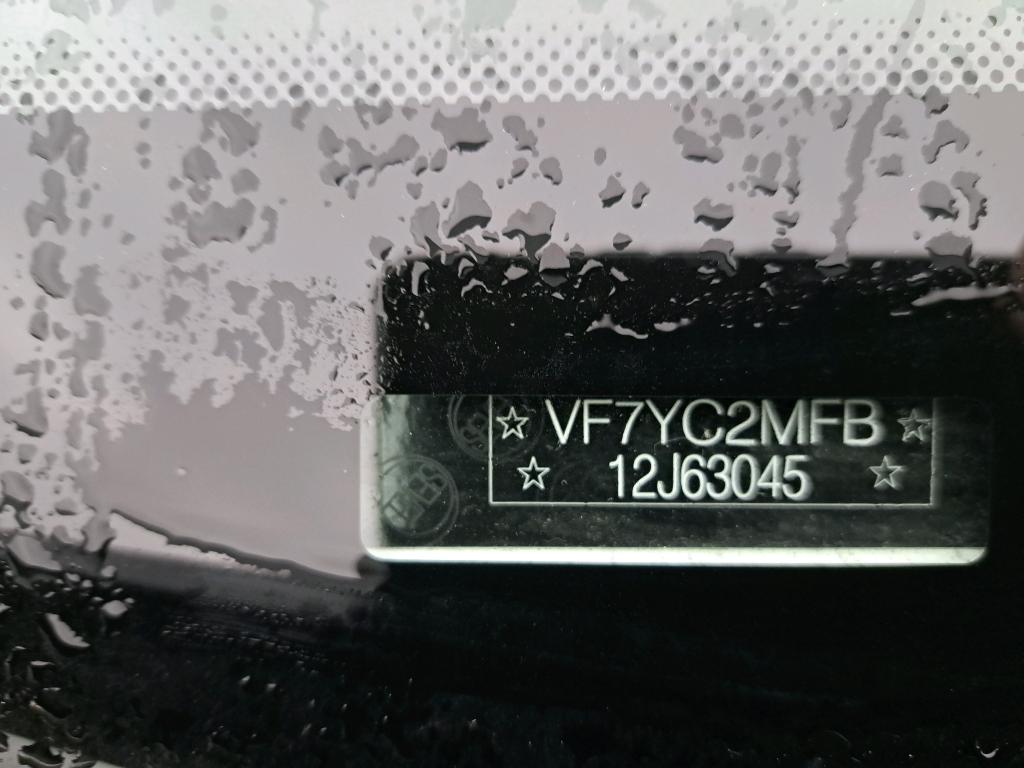 ☆ VF7YC2MFB ☆
☆ 12J63045 ☆